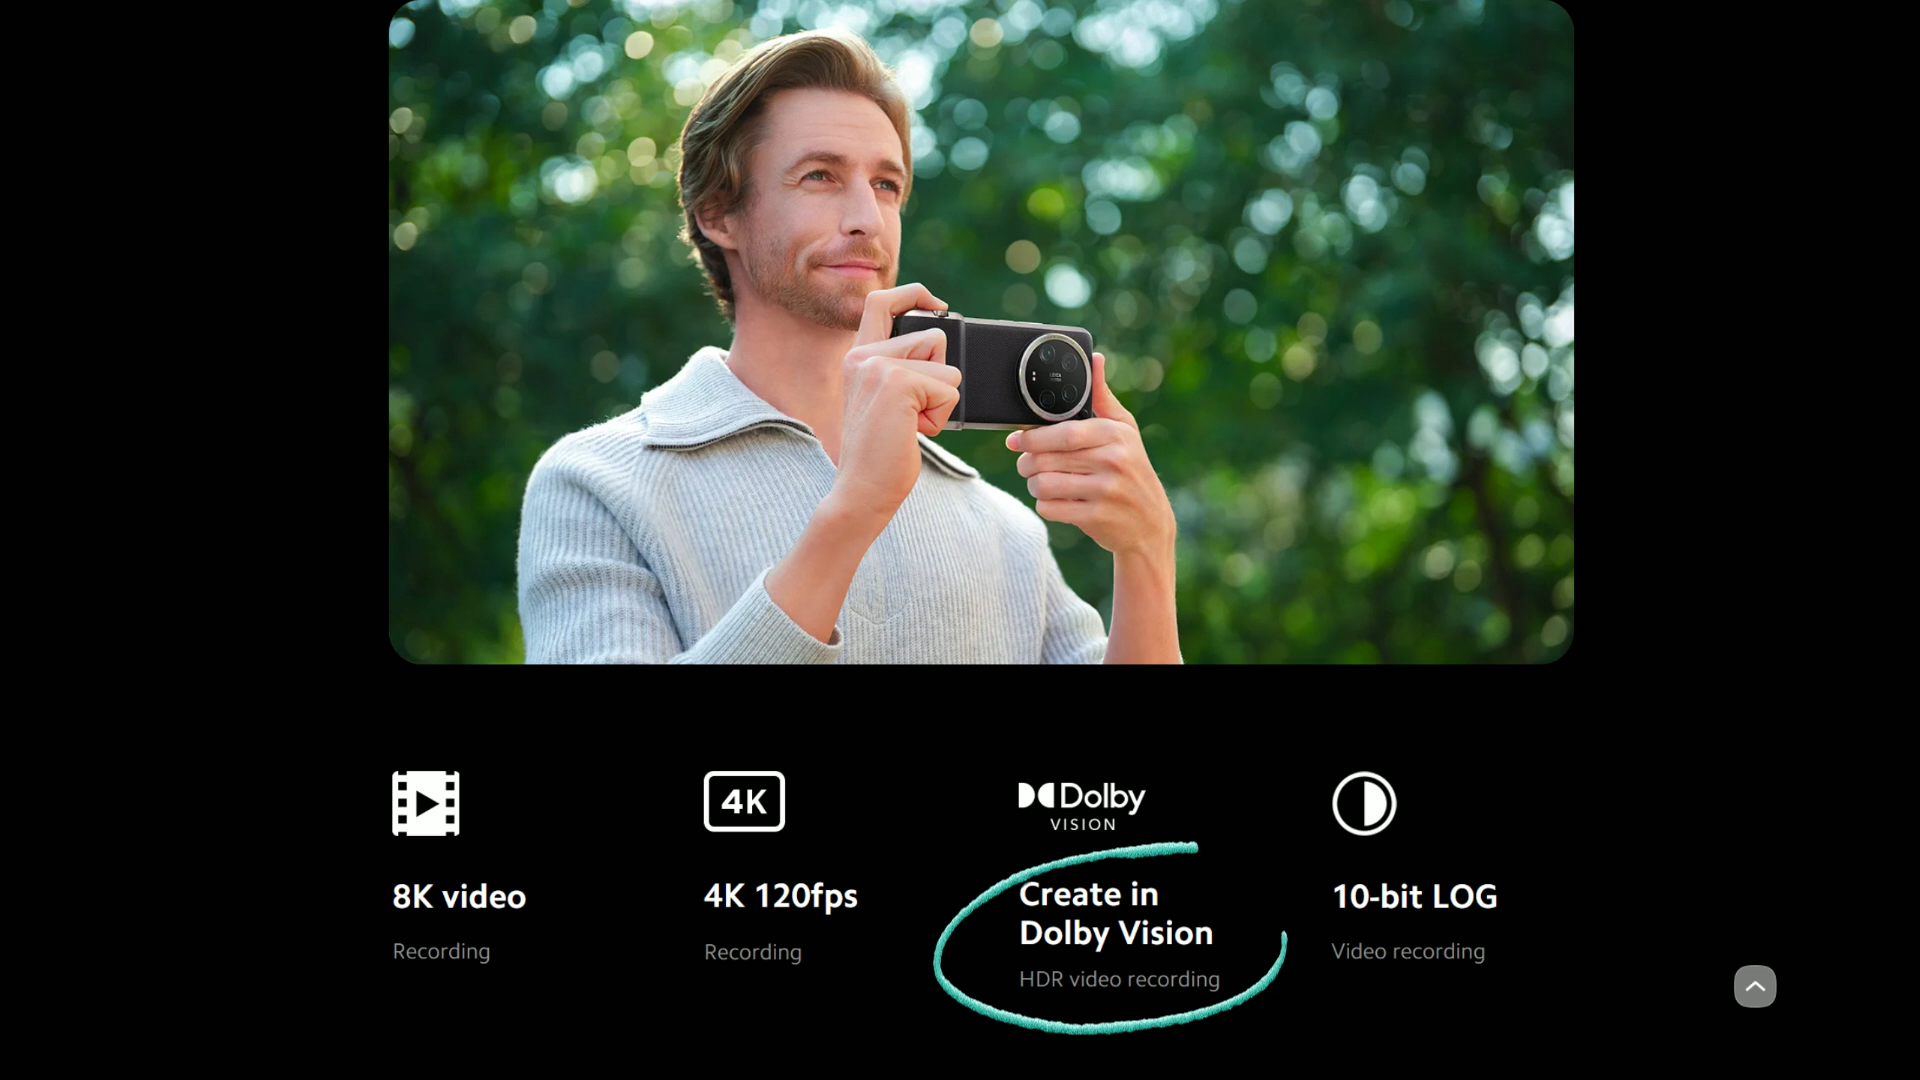 4K
Dolby
VISION
8K video
4K 120fps
Create in
Dolby Vision
10-bit LOG
Recording
Recording
HDR video recording
Video recording